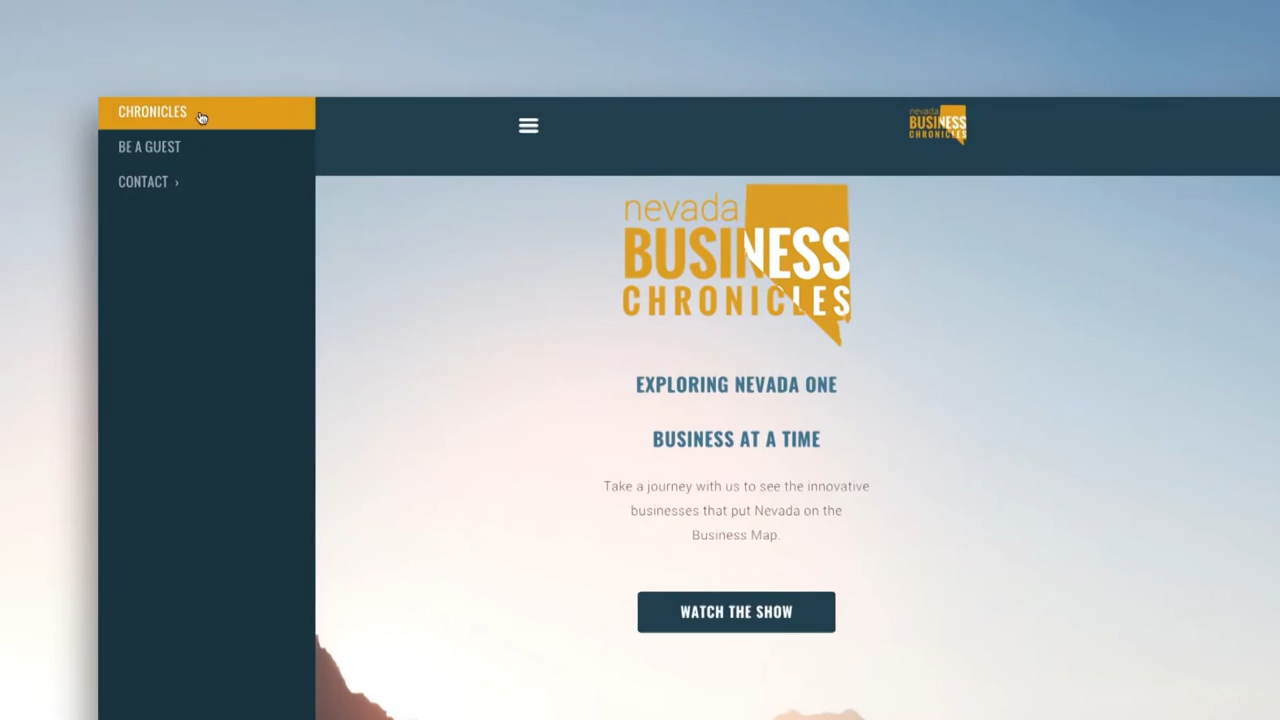 CHRONICLES
BE A GUEST
CONTACT ›
nevada
BUSINESS
CHRONICLES
nevada
BUSINESS
CHRONICLES
EXPLORING NEVADA ONE
BUSINESS AT A TIME
Take a journey with us to see the innovative
businesses that put Nevada on the
Business Map.
WATCH THE SHOW